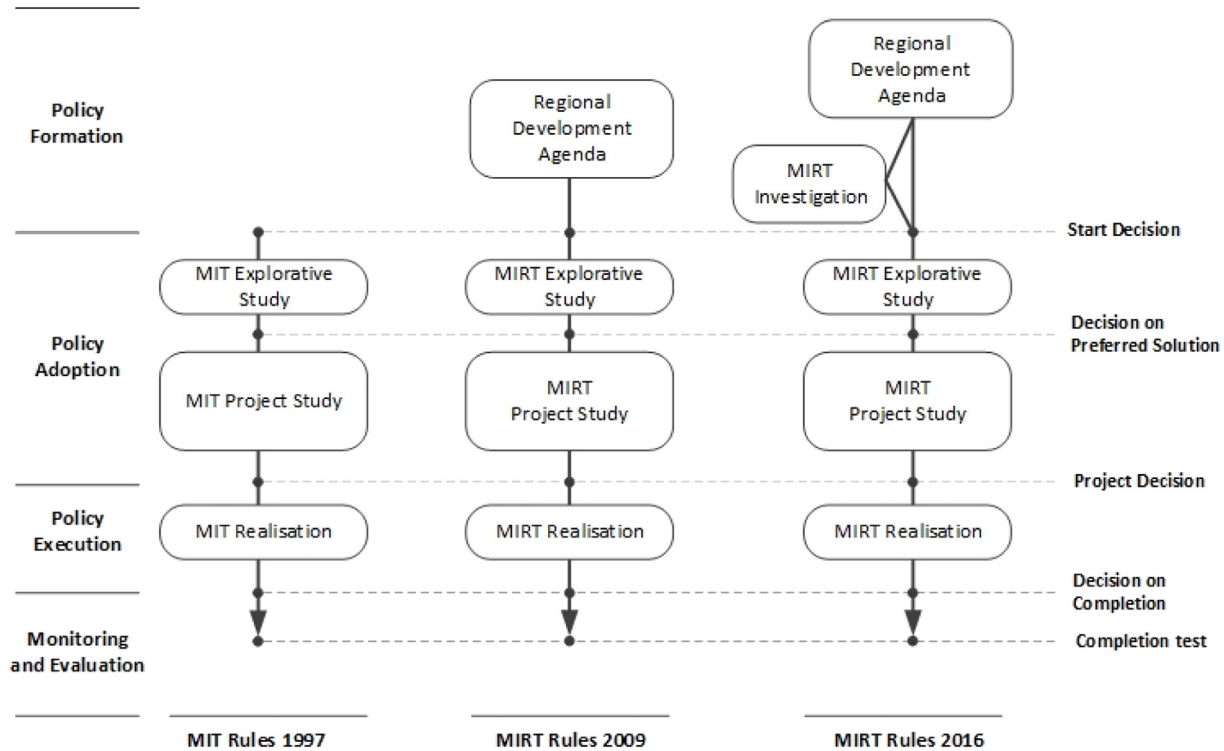 Policy
Formation
Regional
Development
Agenda
Regional
Development
Agenda
MIRT
Investigation
Start Decision
Policy
Adoption
MIT Explorative
Study
MIRT Explorative
Study
MIRT Explorative
Study
Decision on
Preferred Solution
MIT Project Study
MIRT
Project Study
MIRT
Project Study
Project Decision
Policy
Execution
MIT Realisation
MIRT Realisation
MIRT Realisation
Decision on
Completion
Monitoring
and Evaluation
Completion test
MIT Rules 1997
MIRT Rules 2009
MIRT Rules 2016